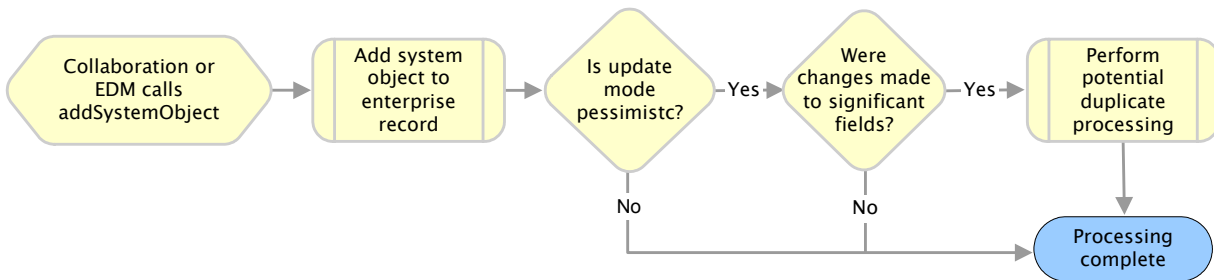 Collaboration or
EDM calls
addSystemObject
Add system
object to
enterprise
record
Is update
mode
pessimistc?
Yes
Were
changes made
to significant
fields?
Yes
Perform
potential
duplicate
processing
No
No
Processing
complete